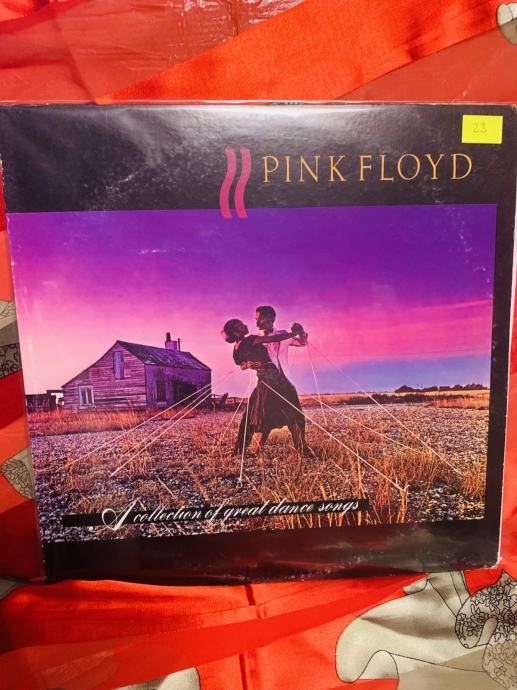 23
PINK FLOYD
A collection of great dance songs